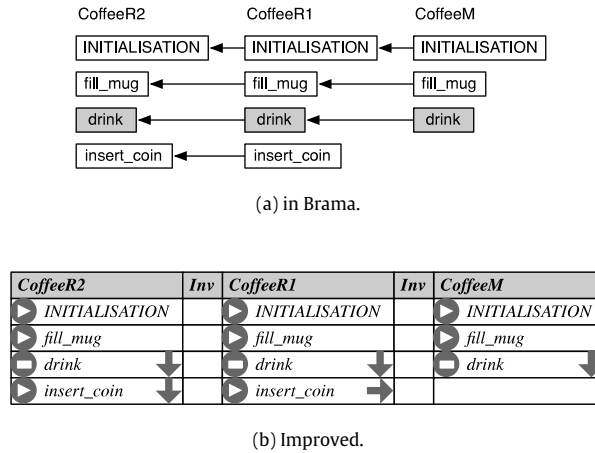 CoffeeR2 CoffeeR1 CoffeeM
INITIALISATION INITIALISATION INITIALISATION
fill_mug fill_mug fill_mug
drink drink drink
insert_coin insert_coin
(a) in Brama.
CoffeeR2 Inv CoffeeR1 Inv CoffeeM
INITIALISATION INITIALISATION INITIALISATION
fill_mug fill_mug fill_mug
drink drink drink
insert_coin insert_coin
(b) Improved.